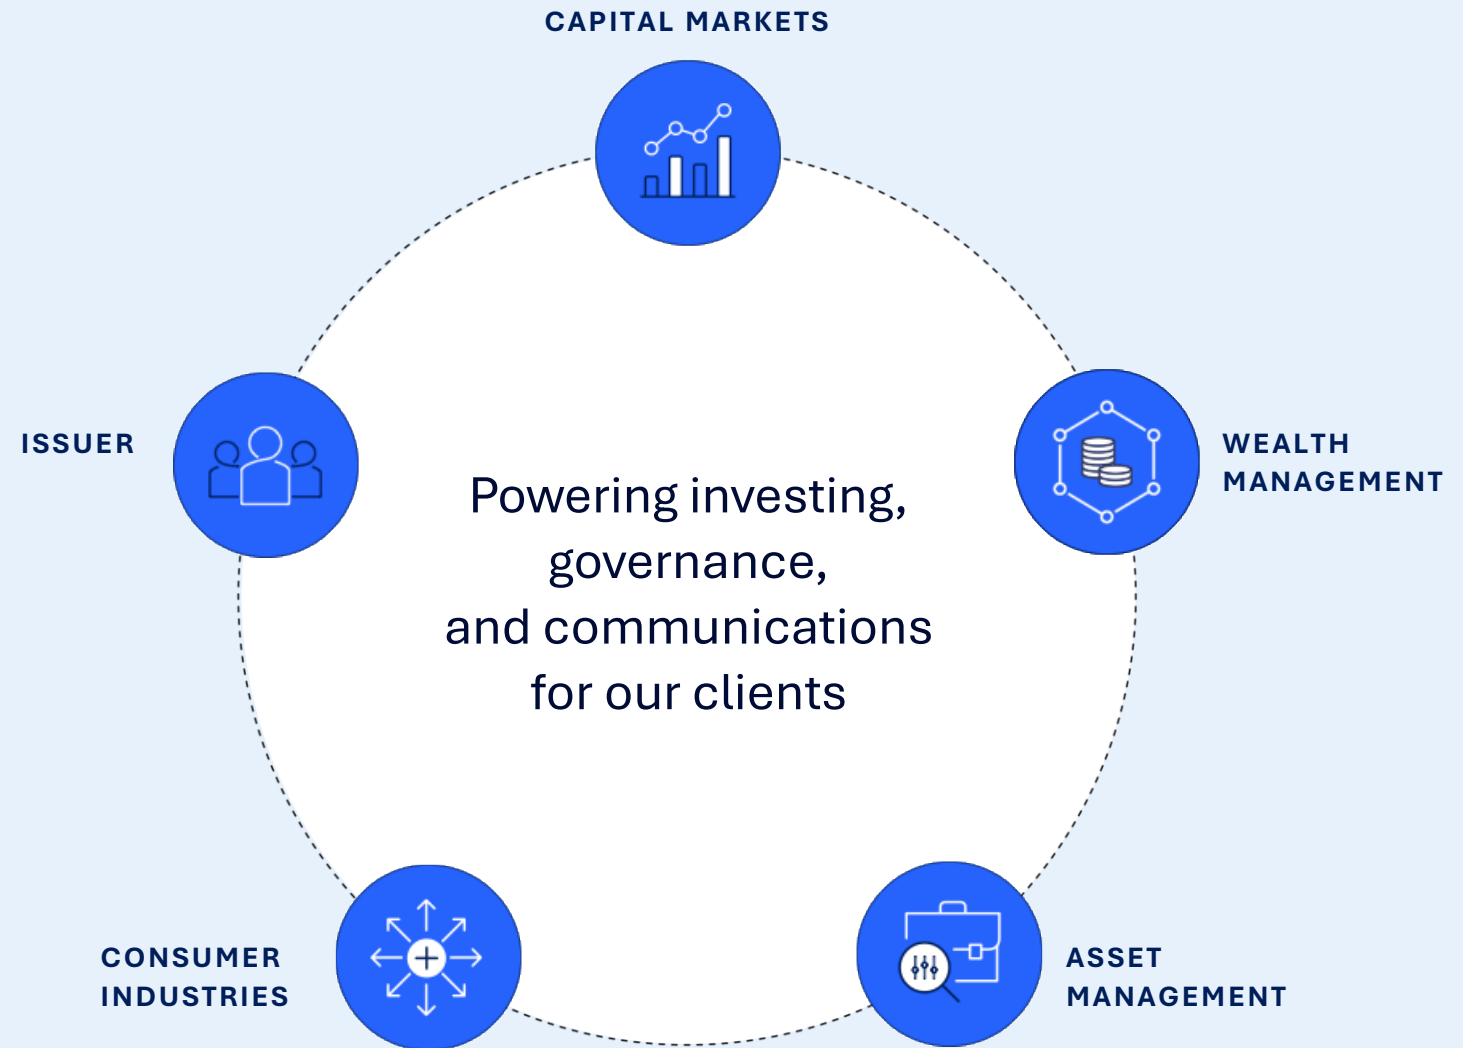 CAPITAL MARKETS
ISSUER
WEALTH
MANAGEMENT
Powering investing,
governance,
and communications
for our clients
CONSUMER
INDUSTRIES
ASSET
MANAGEMENT